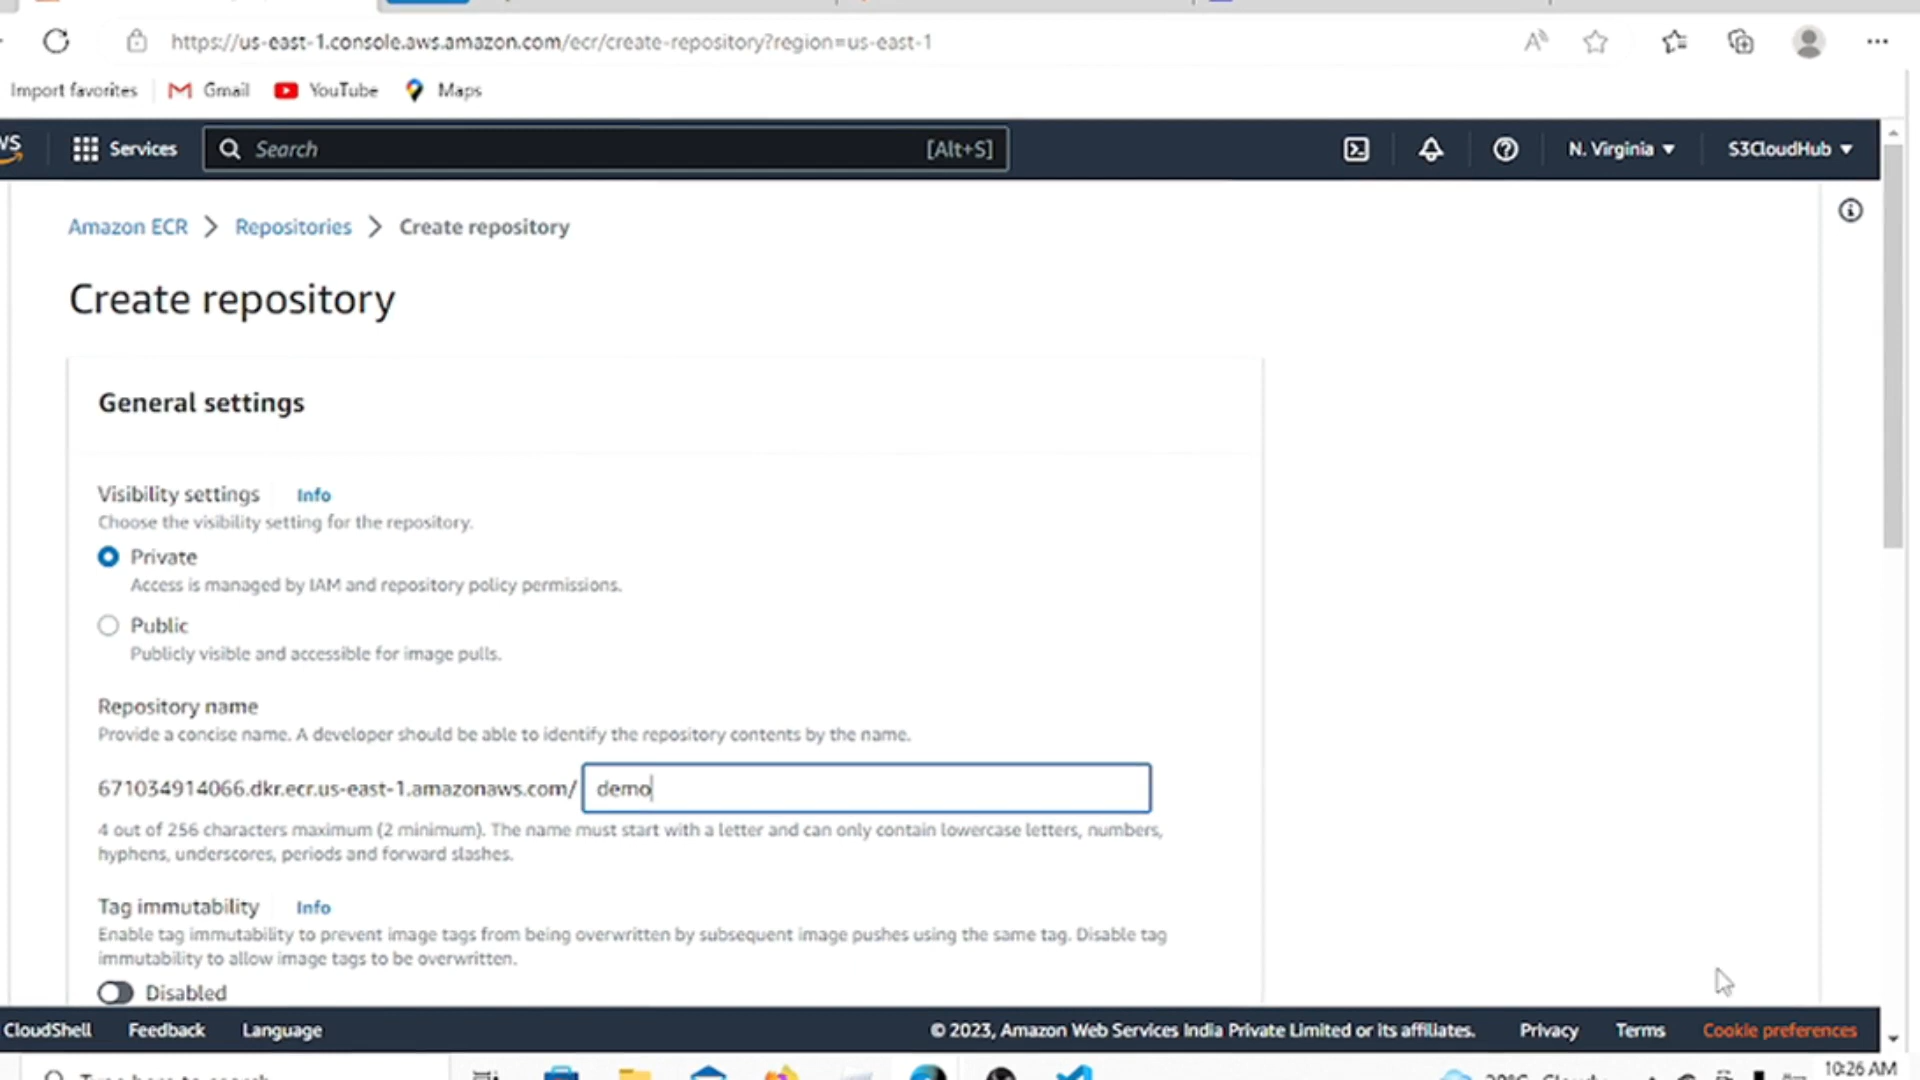 https://us-east-1.console.aws.amazon.com/ecr/create-repository?region=us-east-1
Import favorites Gmail YouTube Maps
Services Search [Alt+S] N. Virginia S3CloudHub
Amazon ECR > Repositories > Create repository
Create repository
General settings
Visibility settings Info
Choose the visibility setting for the repository.
Private
Access is managed by IAM and repository policy permissions.
Public
Publicly visible and accessible for image pulls.
Repository name
Provide a concise name. A developer should be able to identify the repository contents by the name.
671034914066.dkr.ecr.us-east-1.amazonaws.com/ demo
4 out of 256 characters maximum (2 minimum). The name must start with a letter and can only contain lowercase letters, numbers,
hyphens, underscores, periods and forward slashes.
Tag immutability Info
Enable tag immutability to prevent image tags from being overwritten by subsequent image pushes using the same tag. Disable tag
immutability to allow image tags to be overwritten.
Disabled
CloudShell Feedback Language © 2023, Amazon Web Services India Private Limited or its affiliates. Privacy Terms Cookie preferences
10:26 AM